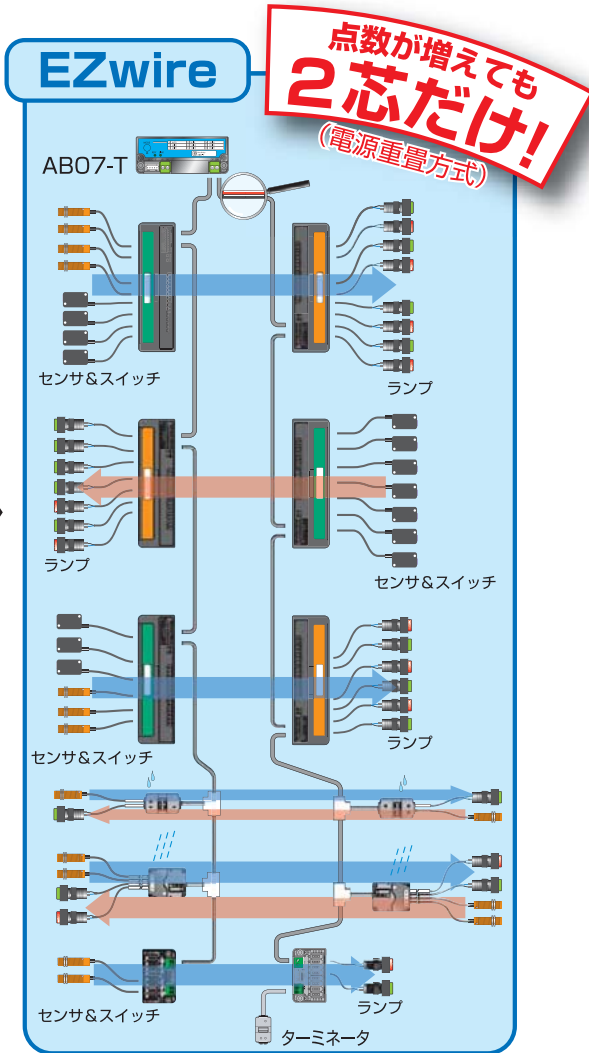 EZwire
点数が増えても
2芯だけ!
(電源重畳方式)
AB07-T
センサ&スイッチ
ランプ
ランプ
センサ&スイッチ
センサ&スイッチ
ランプ
センサ&スイッチ
ランプ
ターミネータ